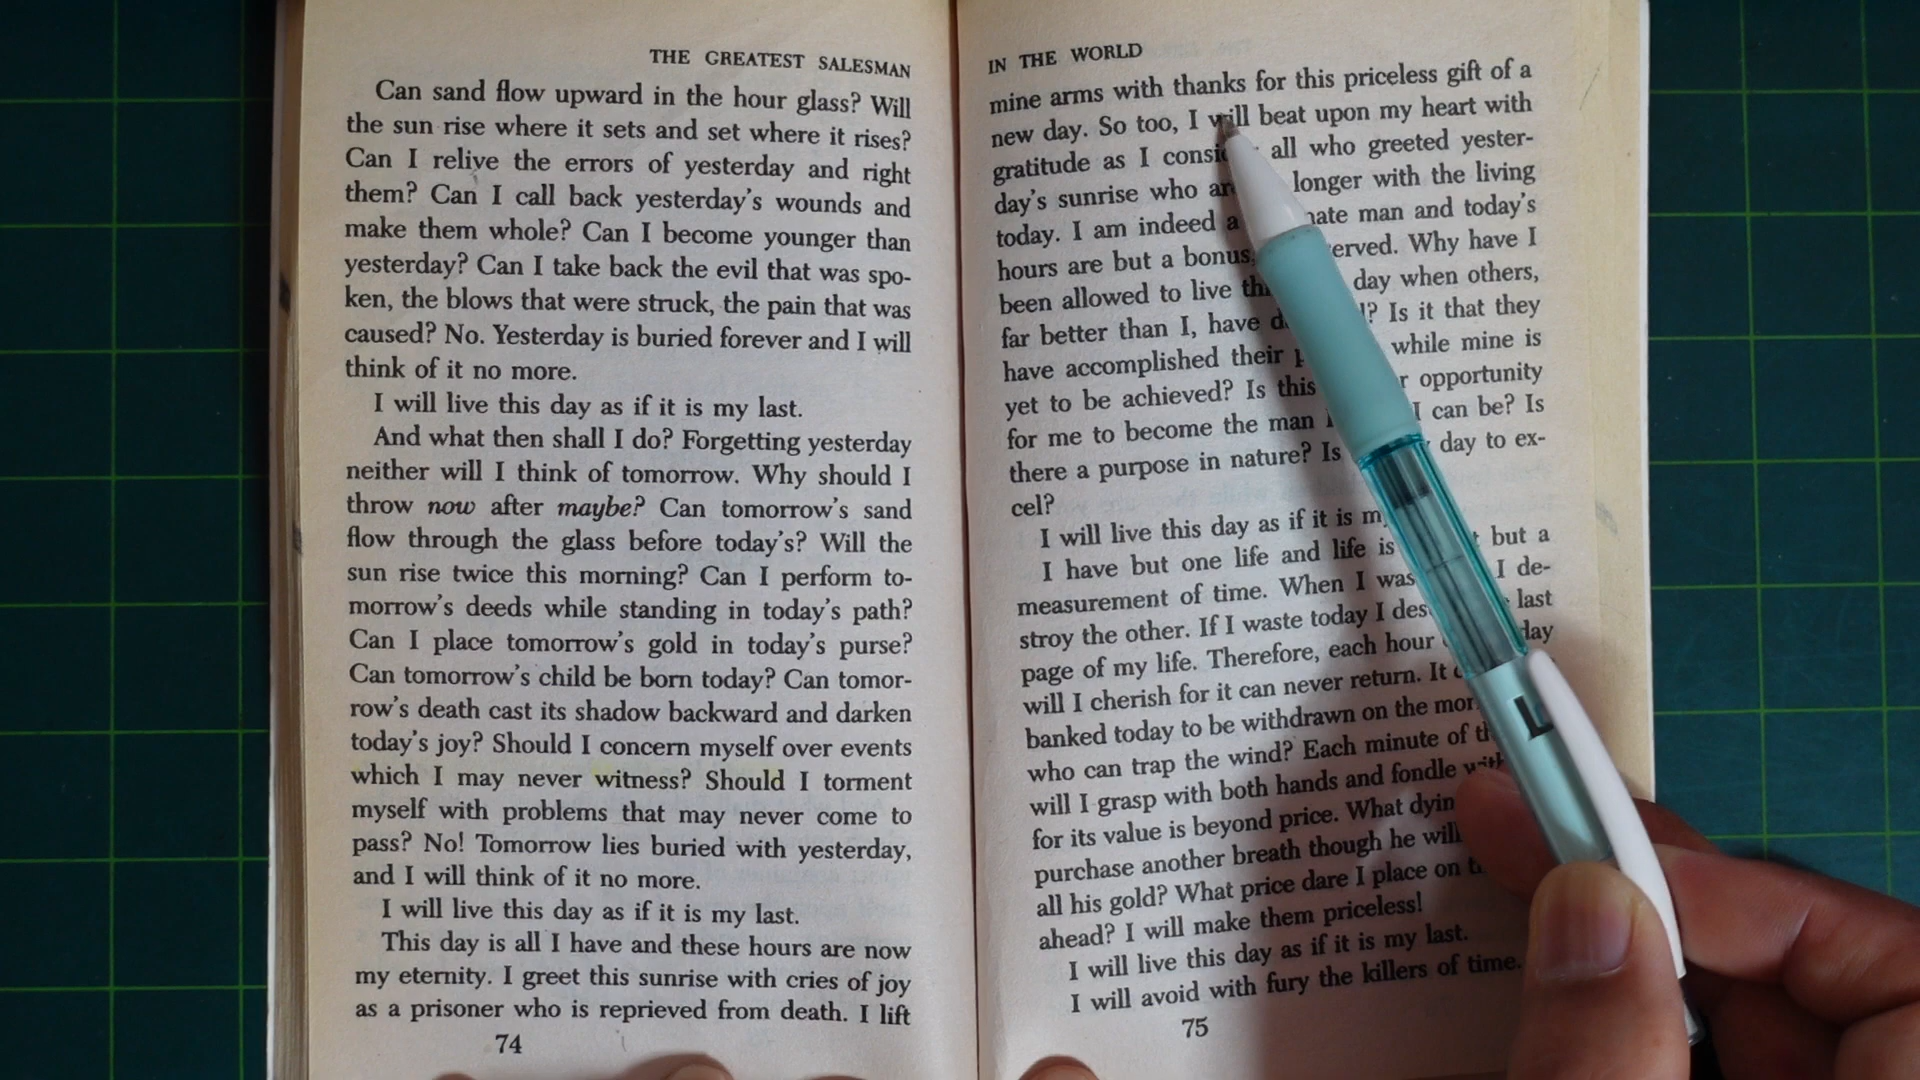 THE GREATEST SALESMAN
Can sand flow upward in the hour glass? Will
the sun rise where it sets and set where it rises?
Can I relive the errors of yesterday and right
them? Can I call back yesterday's wounds and
make them whole? Can I become younger than
yesterday? Can I take back the evil that was spo-
ken, the blows that were struck, the pain that was
caused? No. Yesterday is buried forever and I will
think of it no more.
I will live this day as if it is my last.
And what then shall I do? Forgetting yesterday
neither will I think of tomorrow. Why should I
throw now after maybe? Can tomorrow's sand
flow through the glass before today's? Will the
sun rise twice this morning? Can I perform to-
morrow's deeds while standing in today's path?
Can I place tomorrow's gold in today's purse?
Can tomorrow's child be born today? Can tomor-
row's death cast its shadow backward and darken
today's joy? Should I concern myself over events
which I may never witness? Should I torment
myself with problems that may never come to
pass? No! Tomorrow lies buried with yesterday,
and I will think of it no more.
I will live this day as if it is my last.
This day is all I have and these hours are now
my eternity. I greet this sunrise with cries of joy
as a prisoner who is reprieved from death. I lift
74
IN THE WORLD
mine arms with thanks for this priceless gift of a
new day. So too, I will beat upon my heart with
gratitude as I all who greeted yester-
day's sunrise who longer with the living
today. I am indeed man and today's
hours are but a bonus, Why have I
been allowed to live day when others,
far better than I, have Is it that they
have accomplished their while mine is
yet to be achieved? Is this opportunity
for me to become the man I can be? Is
there a purpose in nature? Is day to ex-
cel?
I will live this day as if it is
I have but one life and life is but a
measurement of time. When I was I de-
stroy the other. If I waste today I last
page of my life. Therefore, each hour day
will I cherish for it can never return. It
banked today to be withdrawn on the
who can trap the wind? Each minute of
will I grasp with both hands and fondle
for its value is beyond price. What
purchase another breath though he
all his gold? What price dare I place on
ahead? I will make them priceless!
I will live this day as if it is my last.
I will avoid with fury the killers of time.
75
L